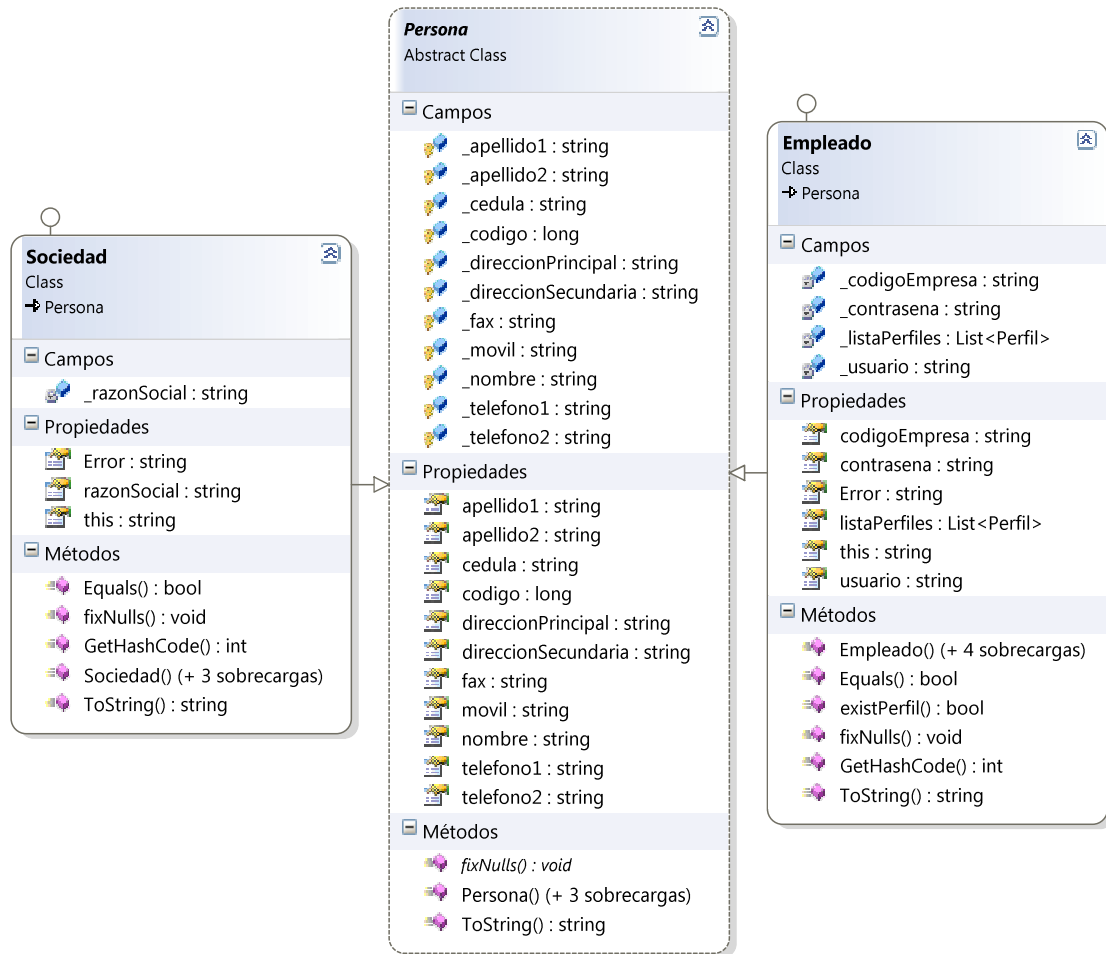 Sociedad
Class
Persona
Campos
_razonSocial : string
Propiedades
Error : string
razonSocial : string
this : string
Métodos
Equals() : bool
fixNulls() : void
GetHashCode() : int
Sociedad() (+ 3 sobrecargas)
ToString() : string
Persona
Abstract Class
Campos
_apellido1 : string
_apellido2 : string
_cedula : string
_codigo : long
_direccionPrincipal : string
_direccionSecundaria : string
_fax : string
_movil : string
_nombre : string
_telefono1 : string
_telefono2 : string
Propiedades
apellido1 : string
apellido2 : string
cedula : string
codigo : long
direccionPrincipal : string
direccionSecundaria : string
fax : string
movil : string
nombre : string
telefono1 : string
telefono2 : string
Métodos
fixNulls() : void
Persona() (+ 3 sobrecargas)
ToString() : string
Empleado
Class
Persona
Campos
_codigoEmpresa : string
_contrasena : string
_listaPerfiles : List<Perfil>
_usuario : string
Propiedades
codigoEmpresa : string
contrasena : string
Error : string
listaPerfiles : List<Perfil>
this : string
usuario : string
Métodos
Empleado() (+ 4 sobrecargas)
Equals() : bool
existPerfil() : bool
fixNulls() : void
GetHashCode() : int
ToString() : string